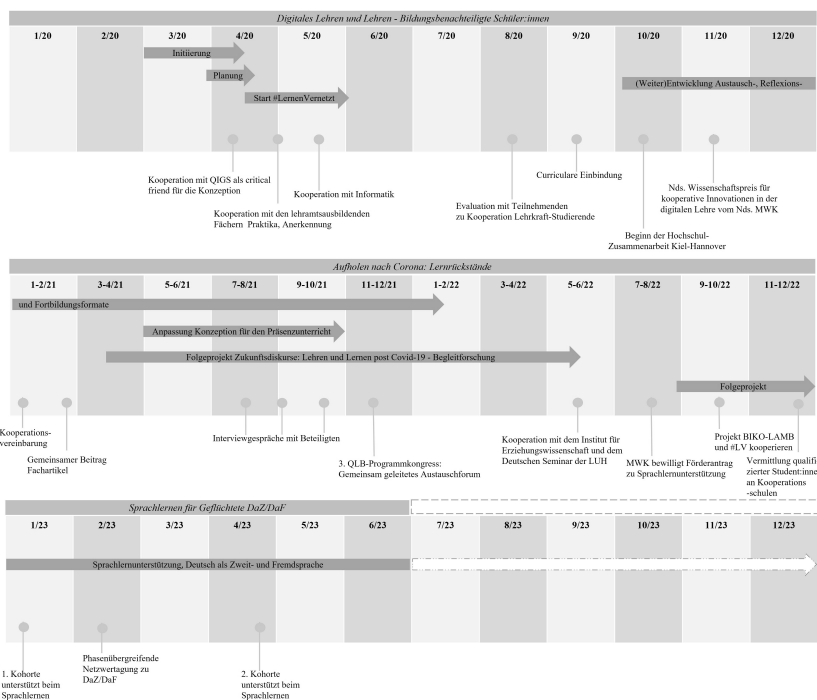 Digitales Lehren und Lehren - Bildungsbenachteiligte Schüler:innen
1/20 2/20 3/20 4/20 5/20 6/20 7/20 8/20 9/20 10/20 11/20 12/20
Initiierung
Planung
(Weiter)Entwicklung Austausch-, Reflexions-
Start #LernenVernetzt
Kooperation mit QIGS als critical
friend für die Konzeption
Kooperation mit den lehramtsausbildenden
Fächern Praktika, Anerkennung
Kooperation mit Informatik
Evaluation mit Teilnehmenden
zu Kooperation Lehrkraft-Studierende
Curriculare Einbindung
Beginn der Hochschul-
Zusammenarbeit Kiel-Hannover
Nds. Wissenschaftspreis für
kooperative Innovationen in der
digitalen Lehre vom Nds. MWK
Aufholen nach Corona: Lernrückstände
1-2/21 3-4/21 5-6/21 7-8/21 9-10/21 11-12/21 1-2/22 3-4/22 5-6/22 7-8/22 9-10/22 11-12/22
und Fortbildungsformate
Anpassung Konzeption für den Präsenzunterricht
Folgeprojekt Zukunftsdiskurse: Lehren und Lernen post Covid-19 - Begleitforschung
Folgeprojekt
Kooperations-
vereinbarung
Gemeinsamer Beitrag
Fachartikel
Interviewgespräche mit Beteiligten
3. QLB-Programmkongress:
Gemeinsam geleitetes Austauschforum
Kooperation mit dem Institut für
Erziehungswissenschaft und dem
Deutschen Seminar der LUH
MWK bewilligt Förderantrag
zu Sprachlernunterstützung
Projekt BIKO-LAMB
und #LV kooperieren
Vermittlung qualifi
zierter Student:inne
an Kooperations
-schulen
Sprachlernen für Geflüchtete DaZ/DaF
1/23 2/23 3/23 4/23 5/23 6/23 7/23 8/23 9/23 10/23 11/23 12/23
Sprachlernunterstützung, Deutsch als Zweit- und Fremdsprache
1. Kohorte
unterstützt beim
Sprachlernen
Phasenübergreifende
Netzwertagung zu
DaZ/DaF
2. Kohorte
unterstützt beim
Sprachlernen